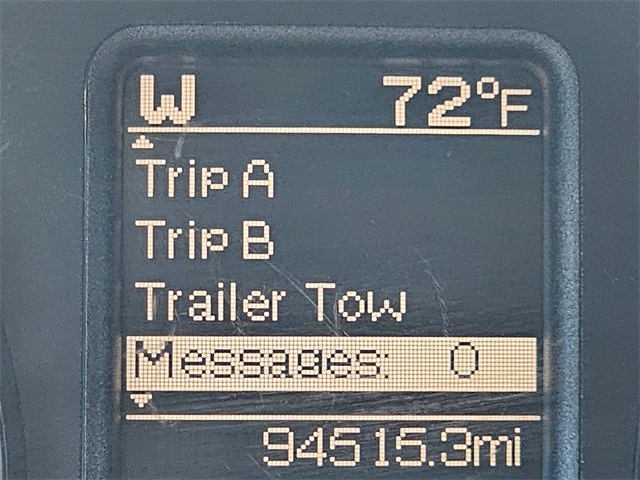 W 72°F
Trip A
Trip B
Trailer Tow
Messages: 0
94515.3mi